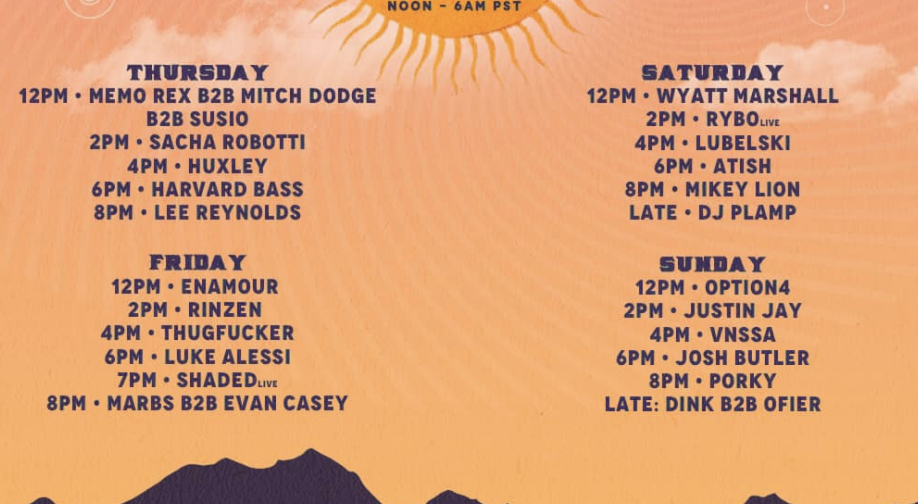 NOON - 6AM PST
THURSDAY
12PM • MEMO REX B2B MITCH DODGE
B2B SUSIO
2PM • SACHA ROBOTTI
4PM • HUXLEY
6PM • HARVARD BASS
8PM • LEE REYNOLDS
FRIDAY
12PM • ENAMOUR
2PM • RINZEN
4PM • THUGFUCKER
6PM • LUKE ALESSI
7PM • SHADED LIVE
8PM • MARBS B2B EVAN CASEY
SATURDAY
12PM • WYATT MARSHALL
2PM • RYBO LIVE
4PM • LUBELSKI
6PM • ATISH
8PM • MIKEY LION
LATE • DJ PLAMP
SUNDAY
12PM • OPTION4
2PM • JUSTIN JAY
4PM • VNSSA
6PM • JOSH BUTLER
8PM • PORKY
LATE: DINK B2B OFIER